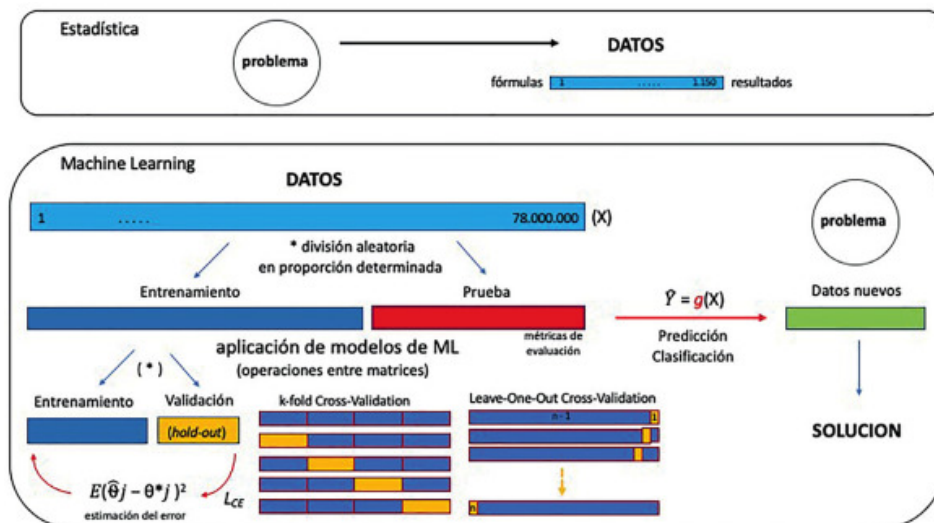 Estadística
problema
DATOS
fórmulas
1 ..... 1.150
resultados
Machine Learning
DATOS
1 ..... 78.000.000
(X)
* división aleatoria
en proporción determinada
Entrenamiento
Prueba
métricas de
evaluación
Ŷ = g(X)
Predicción
Clasificación
problema
Datos nuevos
SOLUCION
aplicación de modelos de ML
(operaciones entre matrices)
( * )
Entrenamiento
Validación
(hold-out)
E(θ̂j – θ*j )²
estimación del error
L_CE
k-fold Cross-Validation
Leave-One-Out Cross-Validation
n - 1
1
n